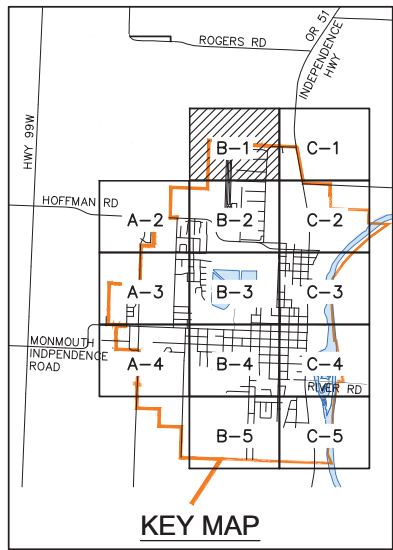 ROGERS RD
OR 51
INDEPENDENCE
HWY
HWY 99W
B-1
C-1
HOFFMAN RD
A-2
B-2
C-2
A-3
B-3
C-3
MONMOUTH
INDPENDENCE
ROAD
A-4
B-4
C-4
RIVER RD
B-5
C-5
KEY MAP